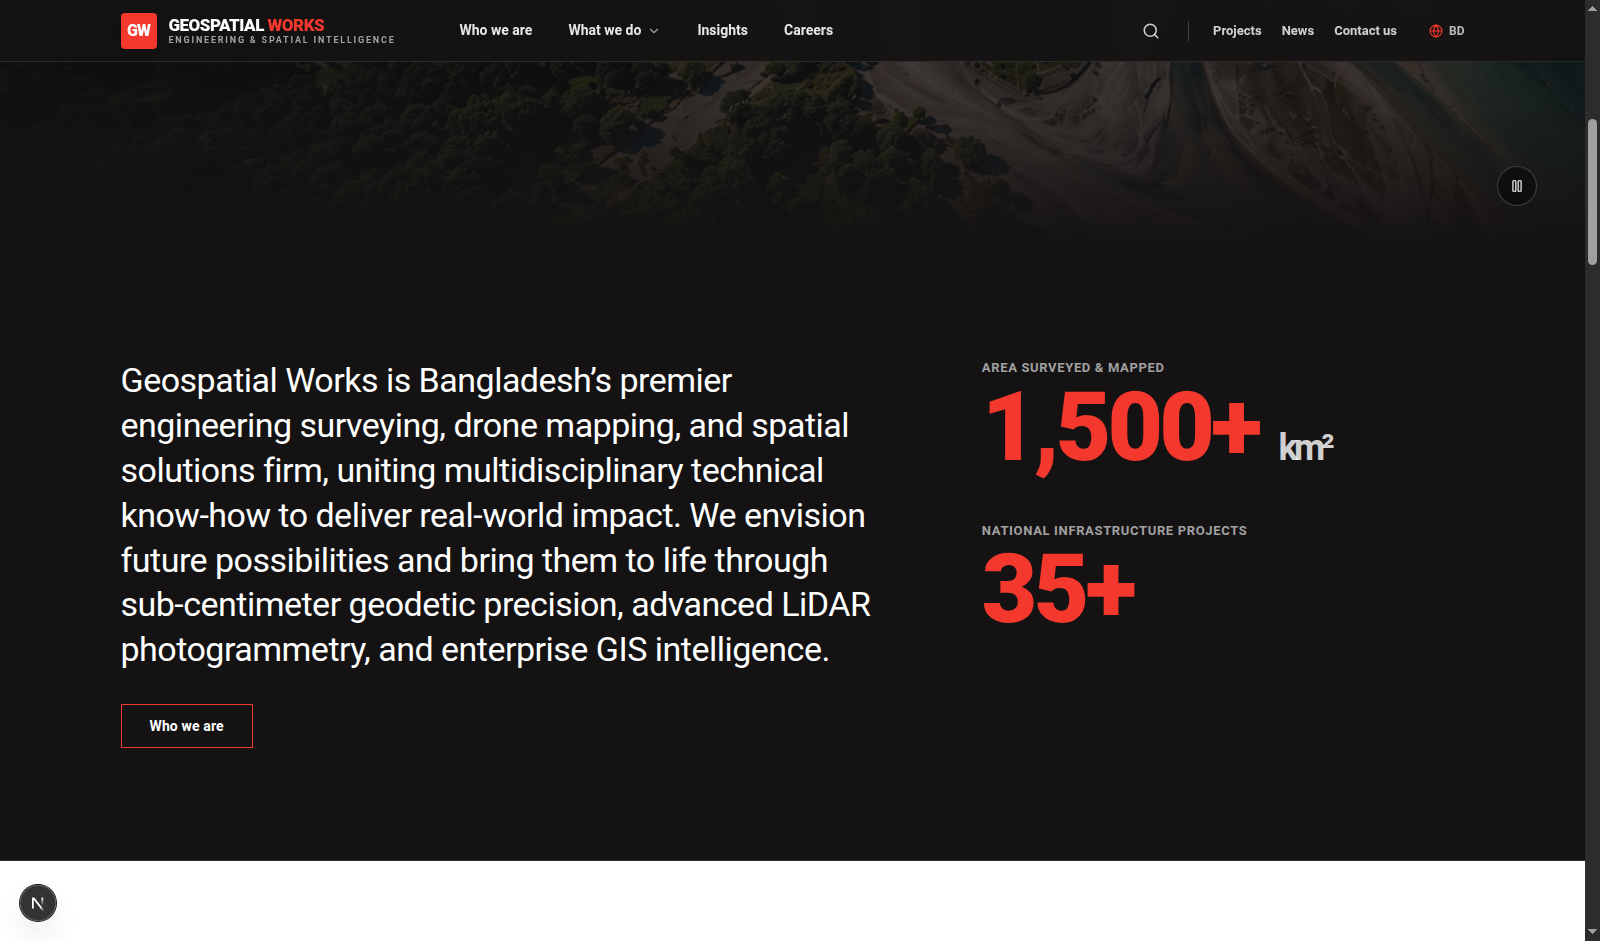 GW
GEOSPATIAL WORKS
ENGINEERING & SPATIAL INTELLIGENCE
Who we are
What we do
Insights
Careers
Projects
News
Contact us
BD
Geospatial Works is Bangladesh’s premier
engineering surveying, drone mapping, and spatial
solutions firm, uniting multidisciplinary technical
know-how to deliver real-world impact. We envision
future possibilities and bring them to life through
sub-centimeter geodetic precision, advanced LiDAR
photogrammetry, and enterprise GIS intelligence.
Who we are
AREA SURVEYED & MAPPED
1,500+ km²
NATIONAL INFRASTRUCTURE PROJECTS
35+
N